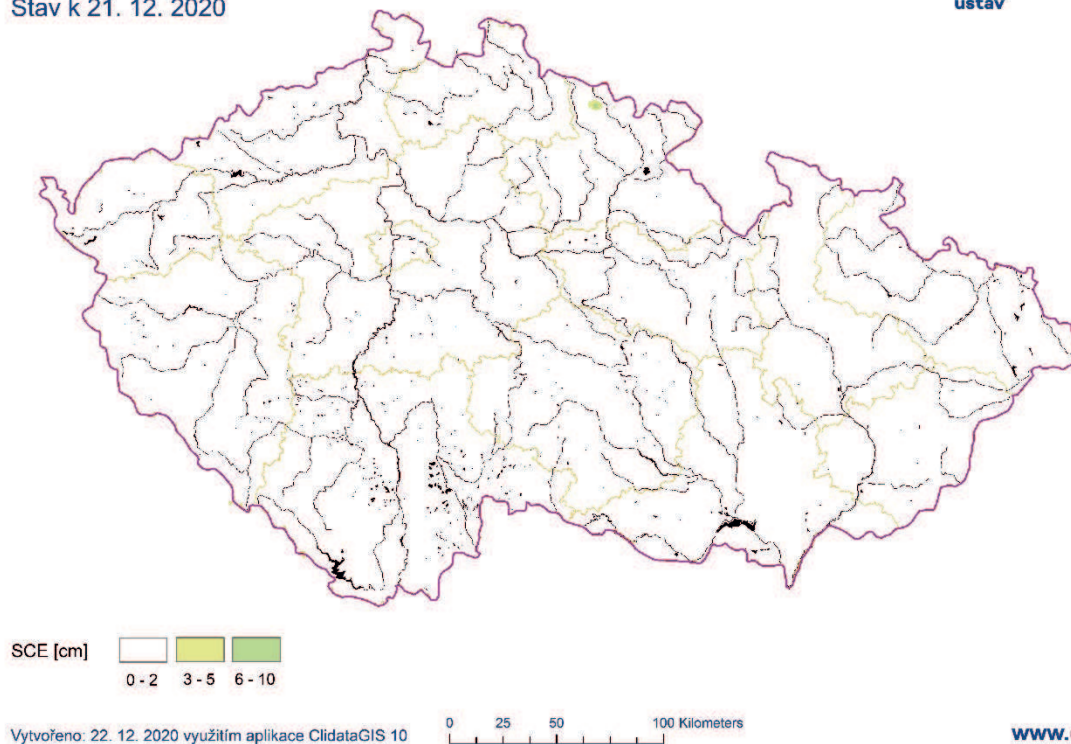 Stav k 21. 12. 2020
ústav
SCE [cm]
0 - 2 3 - 5 6 - 10
0 25 50 100 Kilometers
Vytvořeno: 22. 12. 2020 využitím aplikace ClidataGIS 10
www.